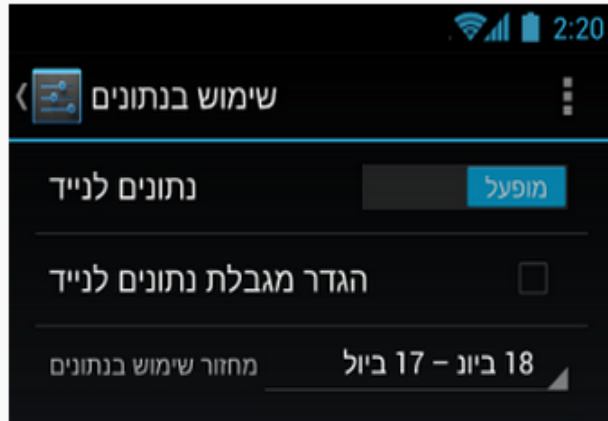 2:20
שימוש בנתונים
נתונים לנייד מופעל
הגדר מגבלת נתונים לנייד
מחזור שימוש בנתונים 18 ביונ – 17 ביול